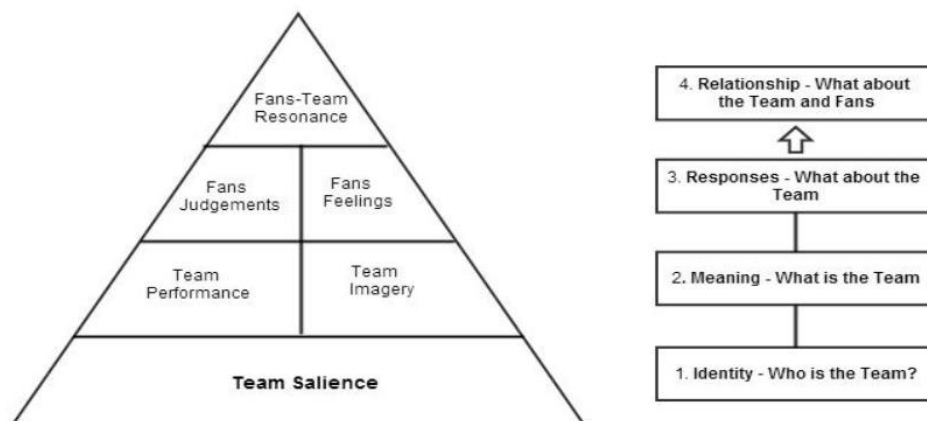 Fans-Team
Resonance
Fans
Judgements
Fans
Feelings
Team
Performance
Team
Imagery
Team Salience
4. Relationship - What about
the Team and Fans
3. Responses - What about the
Team
2. Meaning - What is the Team
1. Identity - Who is the Team?